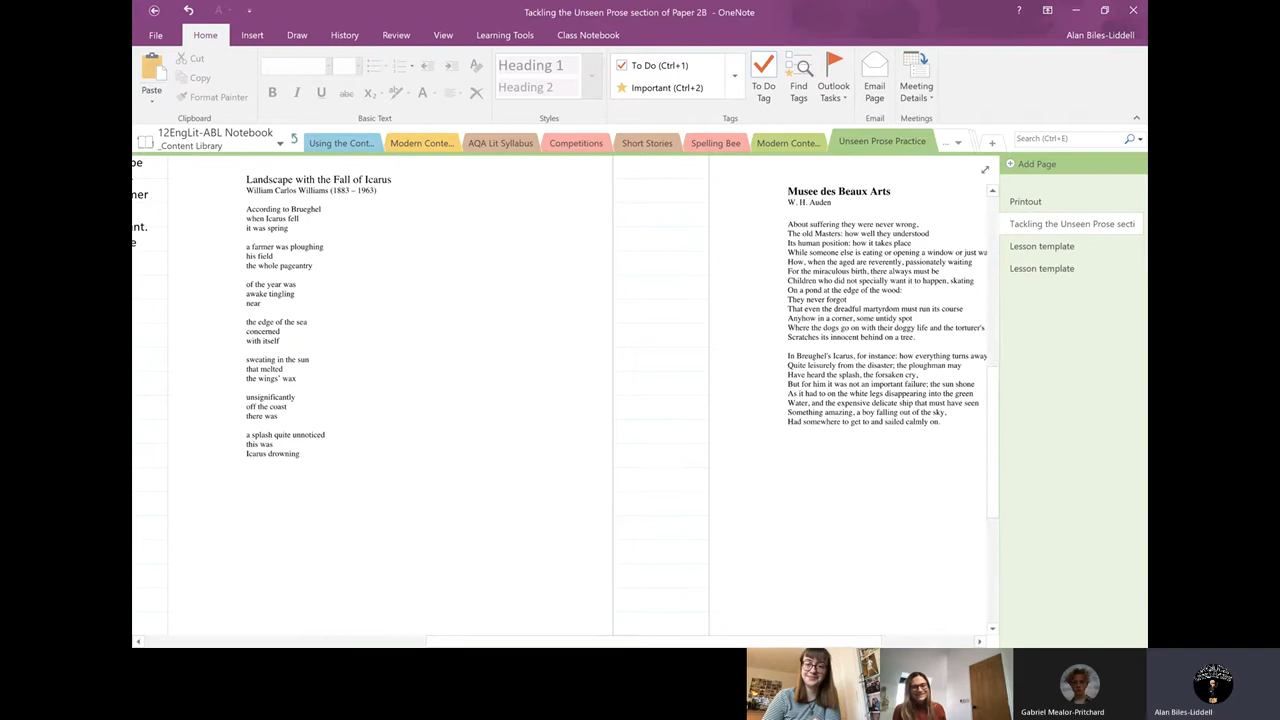 Tackling the Unseen Prose section of Paper 2B - OneNote
File
Home
Insert
Draw
History
Review
View
Learning Tools
Class Notebook
Alan Biles-Liddell
Paste
Cut
Copy
Format Painter
Clipboard
B I U abc X₂ A
Basic Text
Heading 1
Heading 2
Styles
To Do (Ctrl+1)
Important (Ctrl+2)
Tags
To Do
Tag
Find
Tags
Outlook
Tasks
Email
Page
Email
Meeting
Details
Meetings
12EngLit-ABL Notebook
_Content Library
Using the Cont...
Modern Conte...
AQA Lit Syllabus
Competitions
Short Stories
Spelling Bee
Modern Conte...
Unseen Prose Practice
...
Search (Ctrl+E)
Add Page
Printout
Tackling the Unseen Prose secti
Lesson template
Lesson template
pe
mer
nt.
e
Landscape with the Fall of Icarus
William Carlos Williams (1883 – 1963)
According to Brueghel
when Icarus fell
it was spring
a farmer was ploughing
his field
the whole pageantry
of the year was
awake tingling
near
the edge of the sea
concerned
with itself
sweating in the sun
that melted
the wings' wax
unsignificantly
off the coast
there was
a splash quite unnoticed
this was
Icarus drowning
Musee des Beaux Arts
W. H. Auden
About suffering they were never wrong,
The old Masters: how well they understood
Its human position: how it takes place
While someone else is eating or opening a window or just wa
How, when the aged are reverently, passionately waiting
For the miraculous birth, there always must be
Children who did not specially want it to happen, skating
On a pond at the edge of the wood:
They never forgot
That even the dreadful martyrdom must run its course
Anyhow in a corner, some untidy spot
Where the dogs go on with their doggy life and the torturer's
Scratches its innocent behind on a tree.
In Breughel's Icarus, for instance: how everything turns away
Quite leisurely from the disaster; the ploughman may
Have heard the splash, the forsaken cry,
But for him it was not an important failure; the sun shone
As it had to on the white legs disappearing into the green
Water, and the expensive delicate ship that must have seen
Something amazing, a boy falling out of the sky,
Had somewhere to get to and sailed calmly on.
Gabriel Mealor-Pritchard
Alan Biles-Liddell